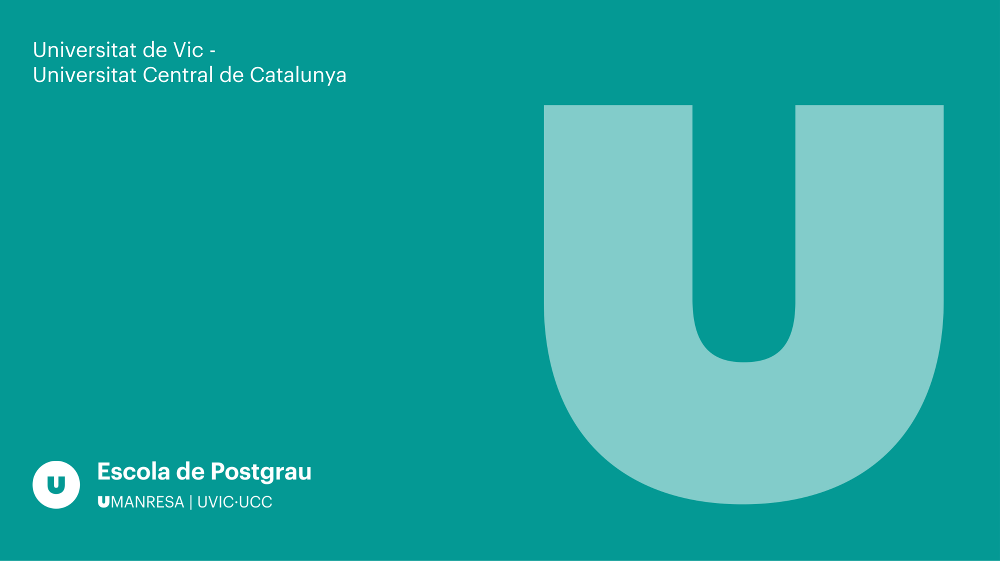 Universitat de Vic -
Universitat Central de Catalunya
U
U
Escola de Postgrau
UMANRESA | UVIC·UCC